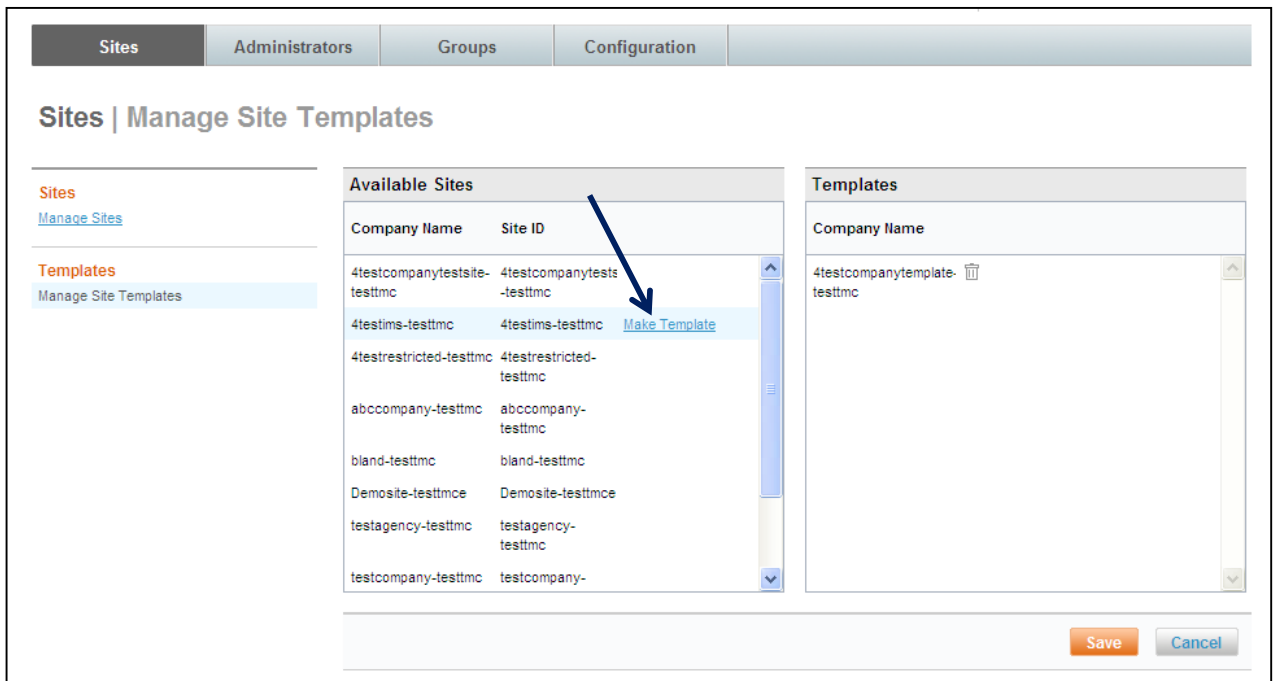 Sites Administrators Groups Configuration
Sites | Manage Site Templates
Sites
Manage Sites
Templates
Manage Site Templates
Available Sites
Company Name Site ID
4testcompanytestsite- 4testcompanytests
testtmc -testtmc
4testims-testtmc 4testims-testtmc Make Template
4testrestricted-testtmc 4testrestricted-
testtmc
abccompany-testtmc abccompany-
testtmc
bland-testtmc bland-testtmc
Demosite-testtmce Demosite-testtmce
testagency-testtmc testagency-
testtmc
testcompany-testtmc testcompany-
Templates
Company Name
4testcompanytemplate-
testtmc
Save Cancel